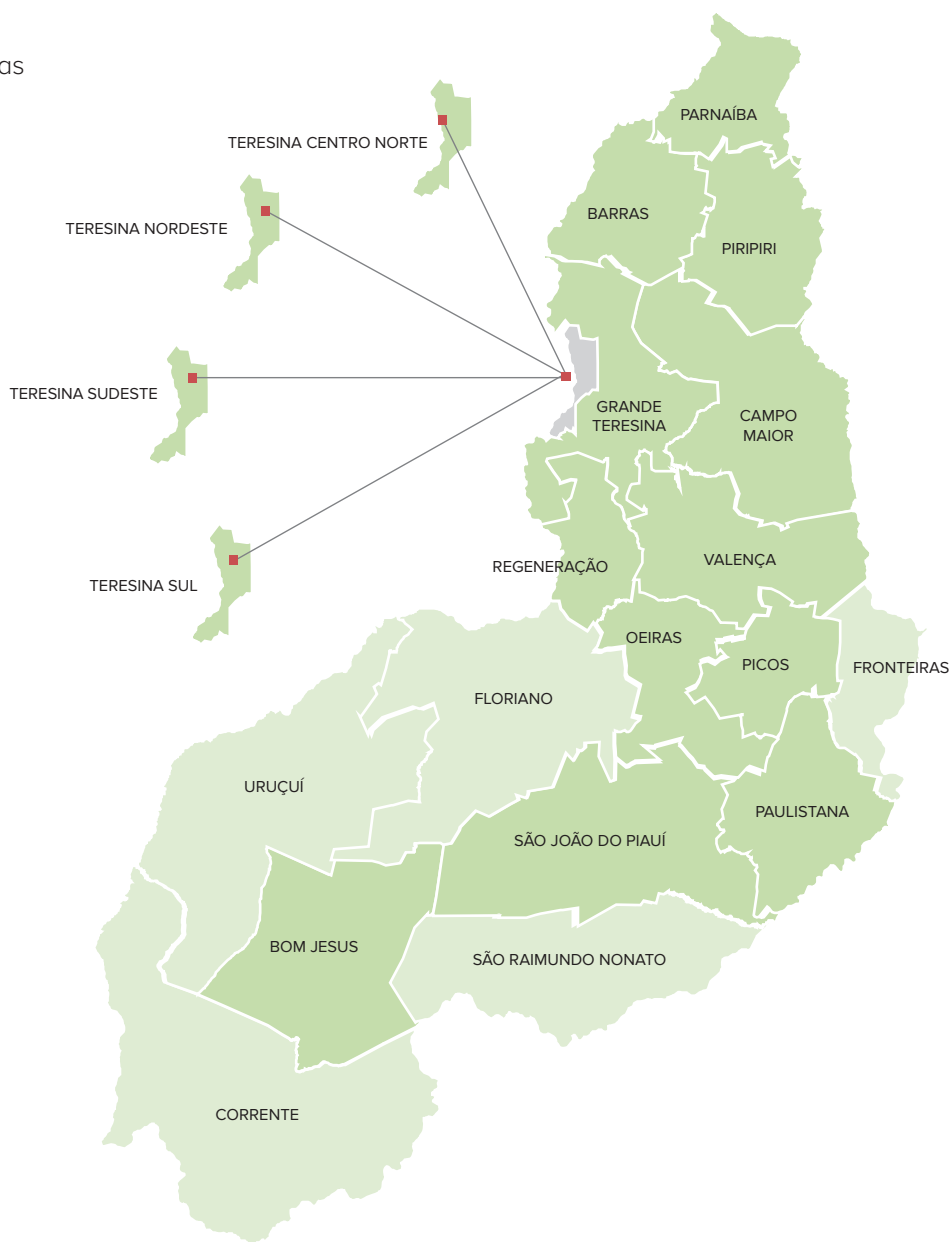 as
PARNAÍBA
TERESINA CENTRO NORTE
BARRAS
TERESINA NORDESTE
PIRIPIRI
TERESINA SUDESTE
GRANDE
TERESINA
CAMPO
MAIOR
REGENERAÇÃO
VALENÇA
TERESINA SUL
OEIRAS
PICOS
FRONTEIRAS
FLORIANO
URUÇUÍ
PAULISTANA
SÃO JOÃO DO PIAUÍ
BOM JESUS
SÃO RAIMUNDO NONATO
CORRENTE